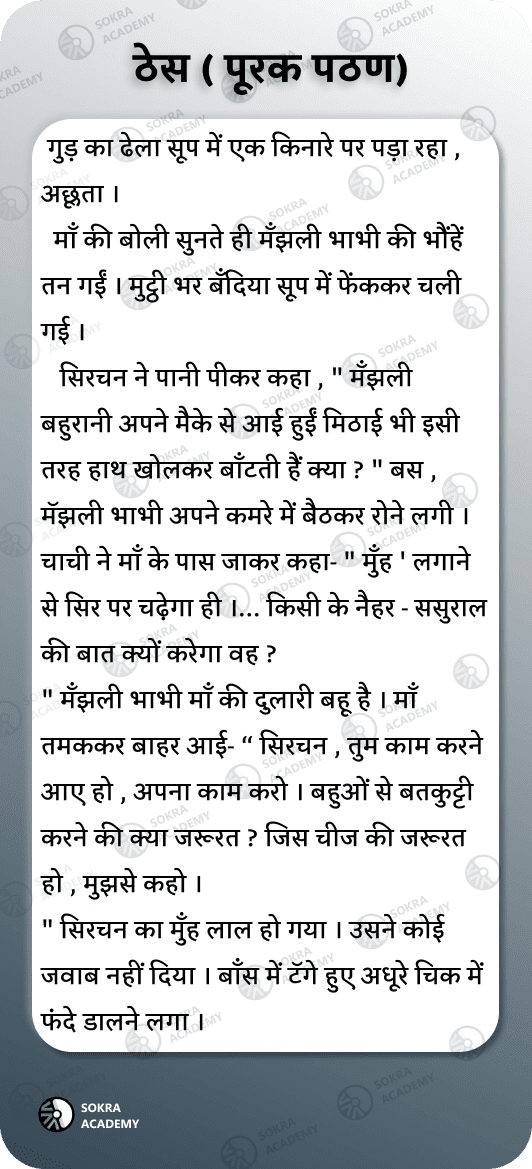 ठेस ( पूरक पठण)
गुड़ का ढेला सूप में एक किनारे पर पड़ा रहा ,
अछूता ।
माँ की बोली सुनते ही मँझली भाभी की भौंहें
तन गईं । मुट्ठी भर बँदिया सूप में फेंककर चली
गई ।
सिरचन ने पानी पीकर कहा , " मँझली
बहुरानी अपने मैके से आई हुईं मिठाई भी इसी
तरह हाथ खोलकर बाँटती हैं क्या ? " बस ,
मॅझली भाभी अपने कमरे में बैठकर रोने लगी ।
चाची ने माँ के पास जाकर कहा- " मुँह ' लगाने
से सिर पर चढ़ेगा ही ।... किसी के नैहर - ससुराल
की बात क्यों करेगा वह ?
" मँझली भाभी माँ की दुलारी बहू है । माँ
तमककर बाहर आई- “ सिरचन , तुम काम करने
आए हो , अपना काम करो । बहुओं से बतकुट्टी
करने की क्या जरूरत ? जिस चीज की जरूरत
हो , मुझसे कहो ।
" सिरचन का मुँह लाल हो गया । उसने कोई
जवाब नहीं दिया । बाँस में टॅगे हुए अधूरे चिक में
फंदे डालने लगा ।
SOKRA
ACADEMY